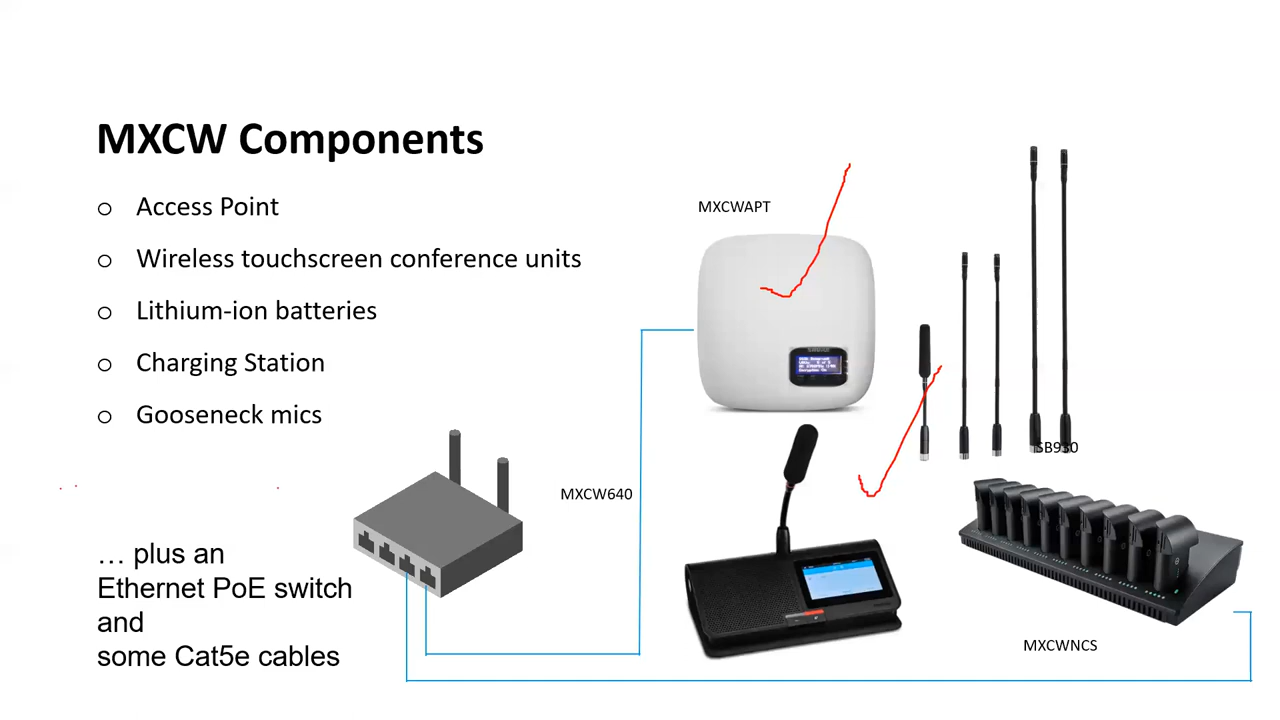 MXCW Components
o Access Point
o Wireless touchscreen conference units
o Lithium-ion batteries
o Charging Station
o Gooseneck mics
… plus an
Ethernet PoE switch
and
some Cat5e cables
MXCWAPT
MXCW640
SB930
MXCWNCS